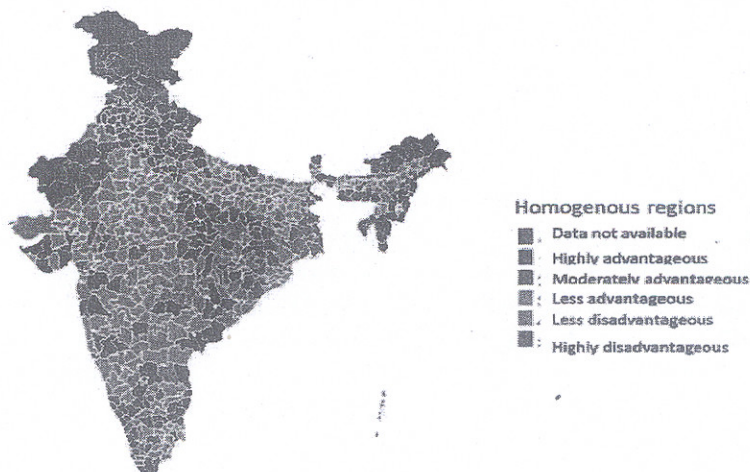 Homogenous regions
Data not available
Highly advantageous
Moderately advantageous
Less advantageous
Less disadvantageous
Highly disadvantageous